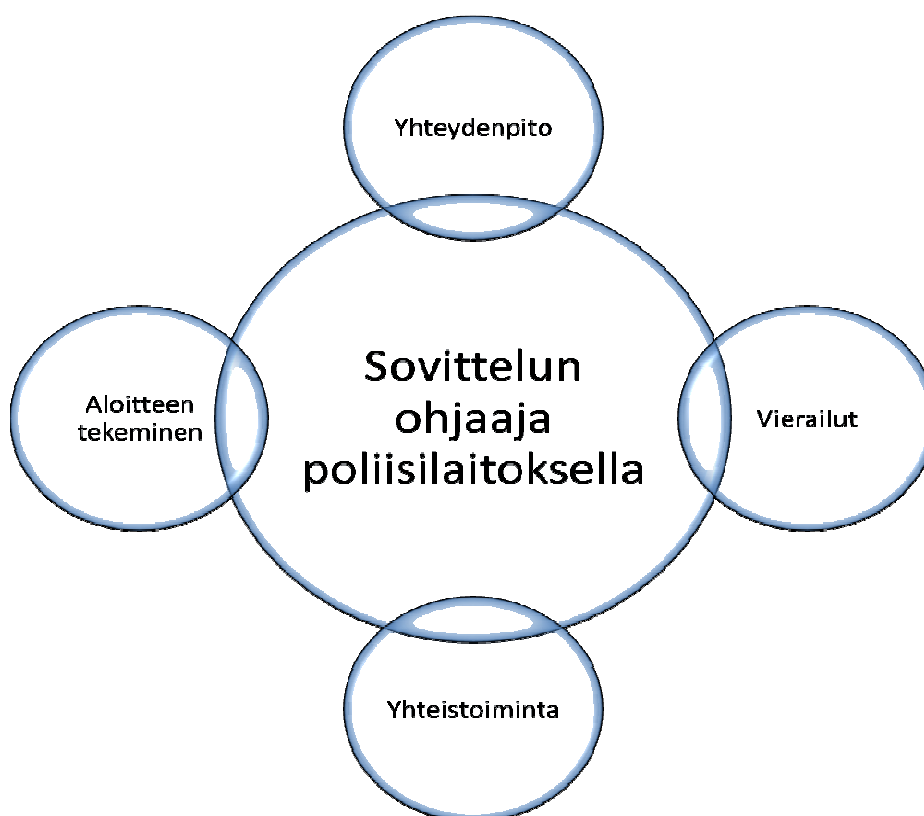 Yhteydenpito
Aloitteen
tekeminen
Sovittelun
ohjaaja
poliisilaitoksella
Vierailut
Yhteistoiminta